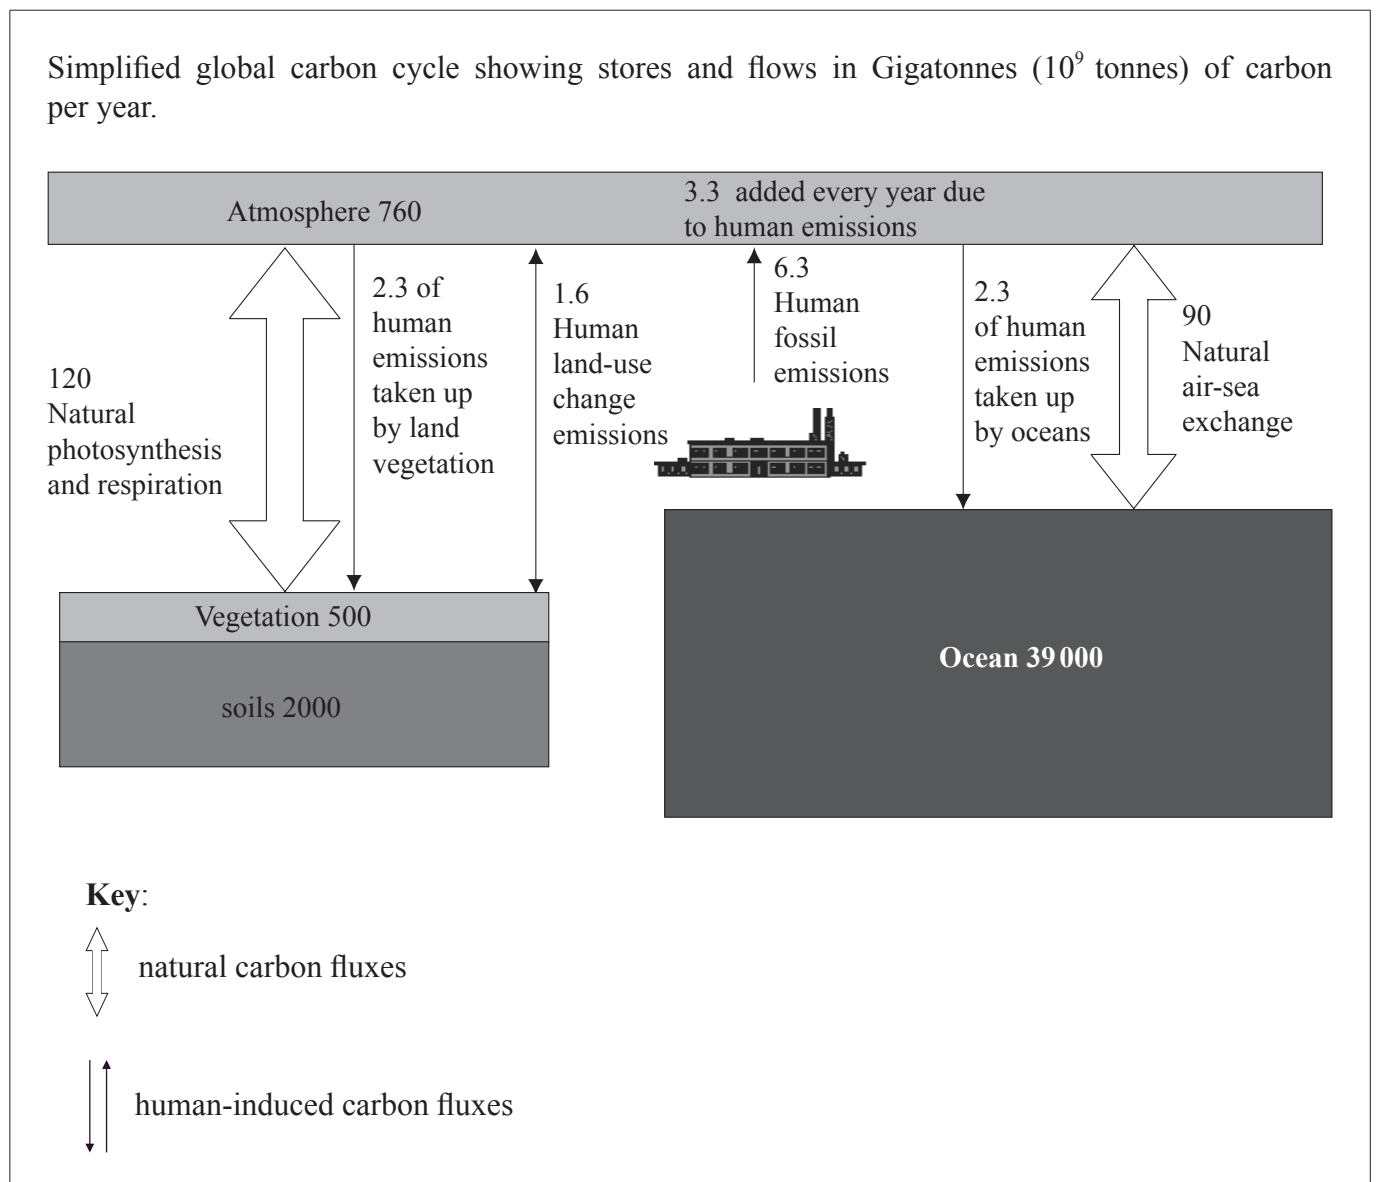 Simplified global carbon cycle showing stores and flows in Gigatonnes (10⁹ tonnes) of carbon
per year.
Atmosphere 760
3.3 added every year due
to human emissions
120
Natural
photosynthesis
and respiration
2.3 of
human
emissions
taken up
by land
vegetation
1.6
Human
land-use
change
emissions
6.3
Human
fossil
emissions
2.3
of human
emissions
taken up
by oceans
90
Natural
air-sea
exchange
Vegetation 500
soils 2000
Ocean 39 000
Key:
natural carbon fluxes
human-induced carbon fluxes